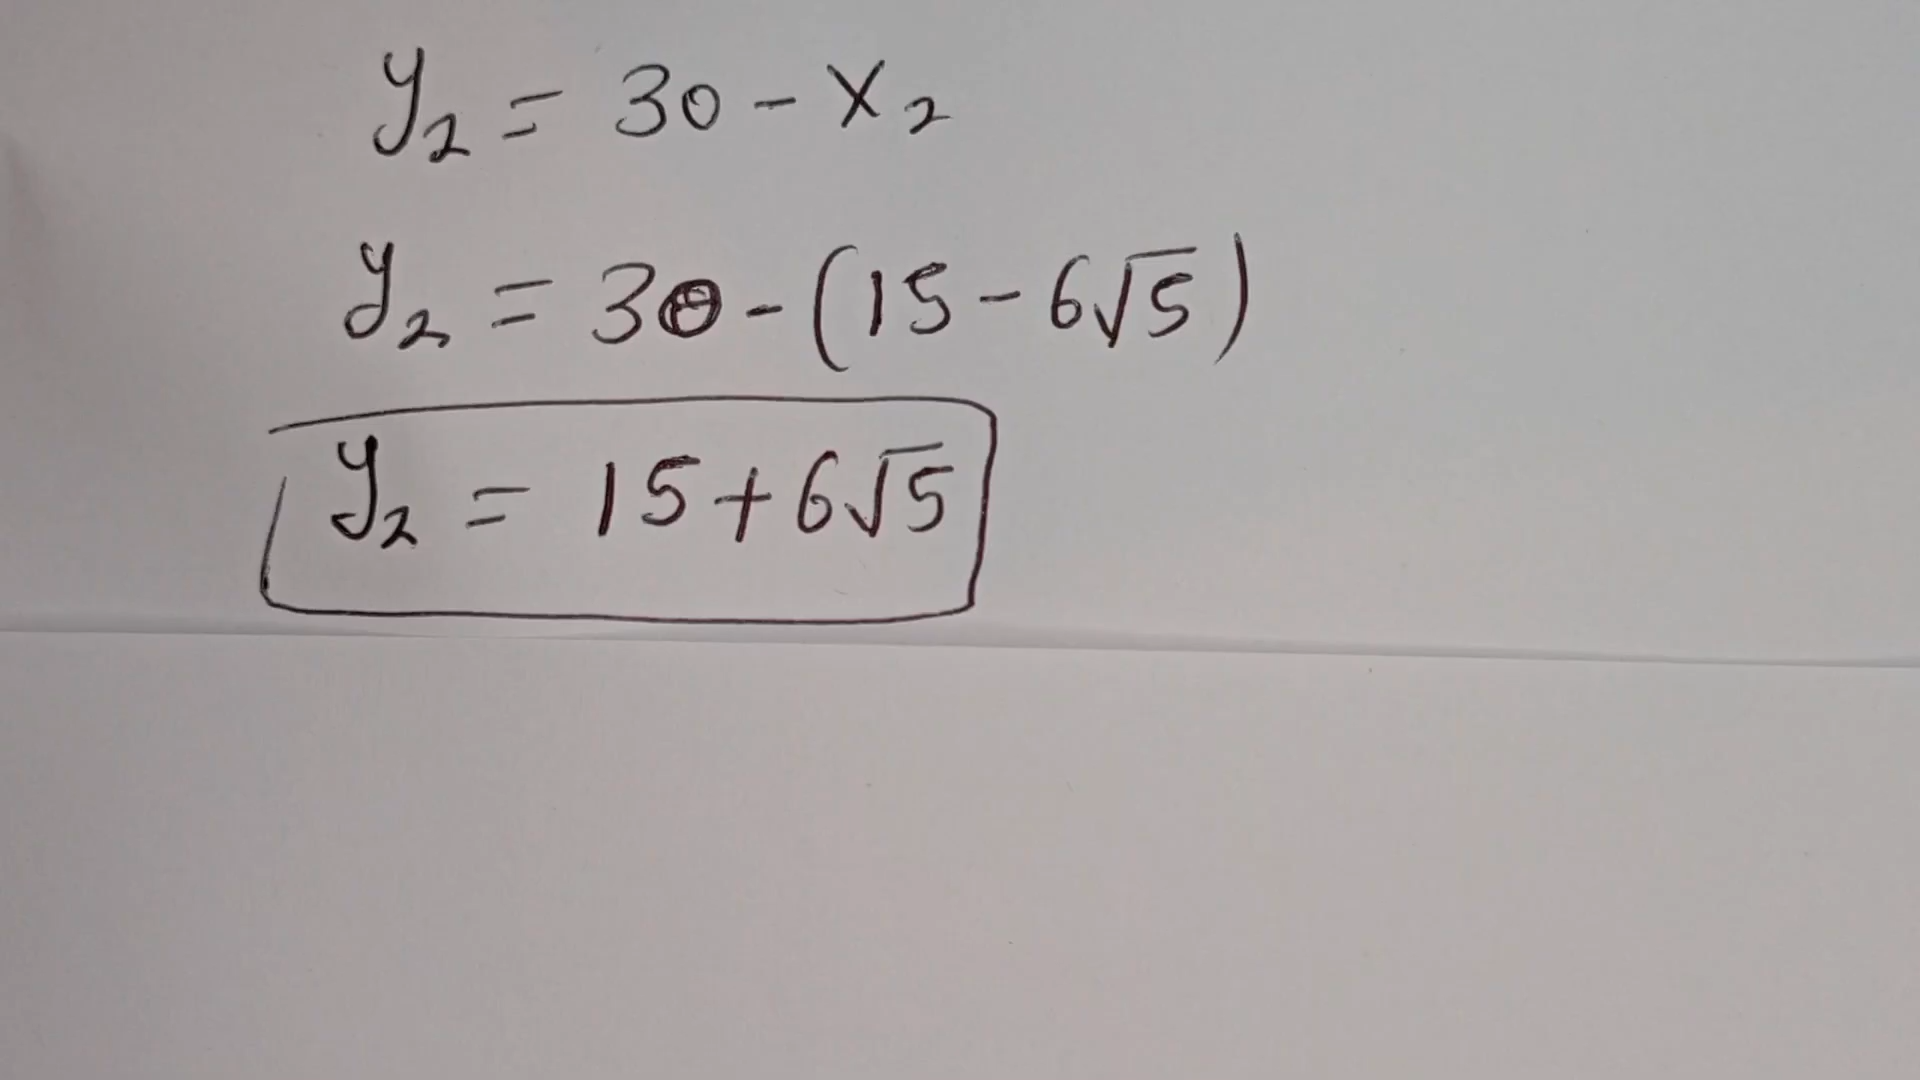 y₂ = 30 - x₂
y₂ = 30 - (15 - 6√5)
y₂ = 15 + 6√5